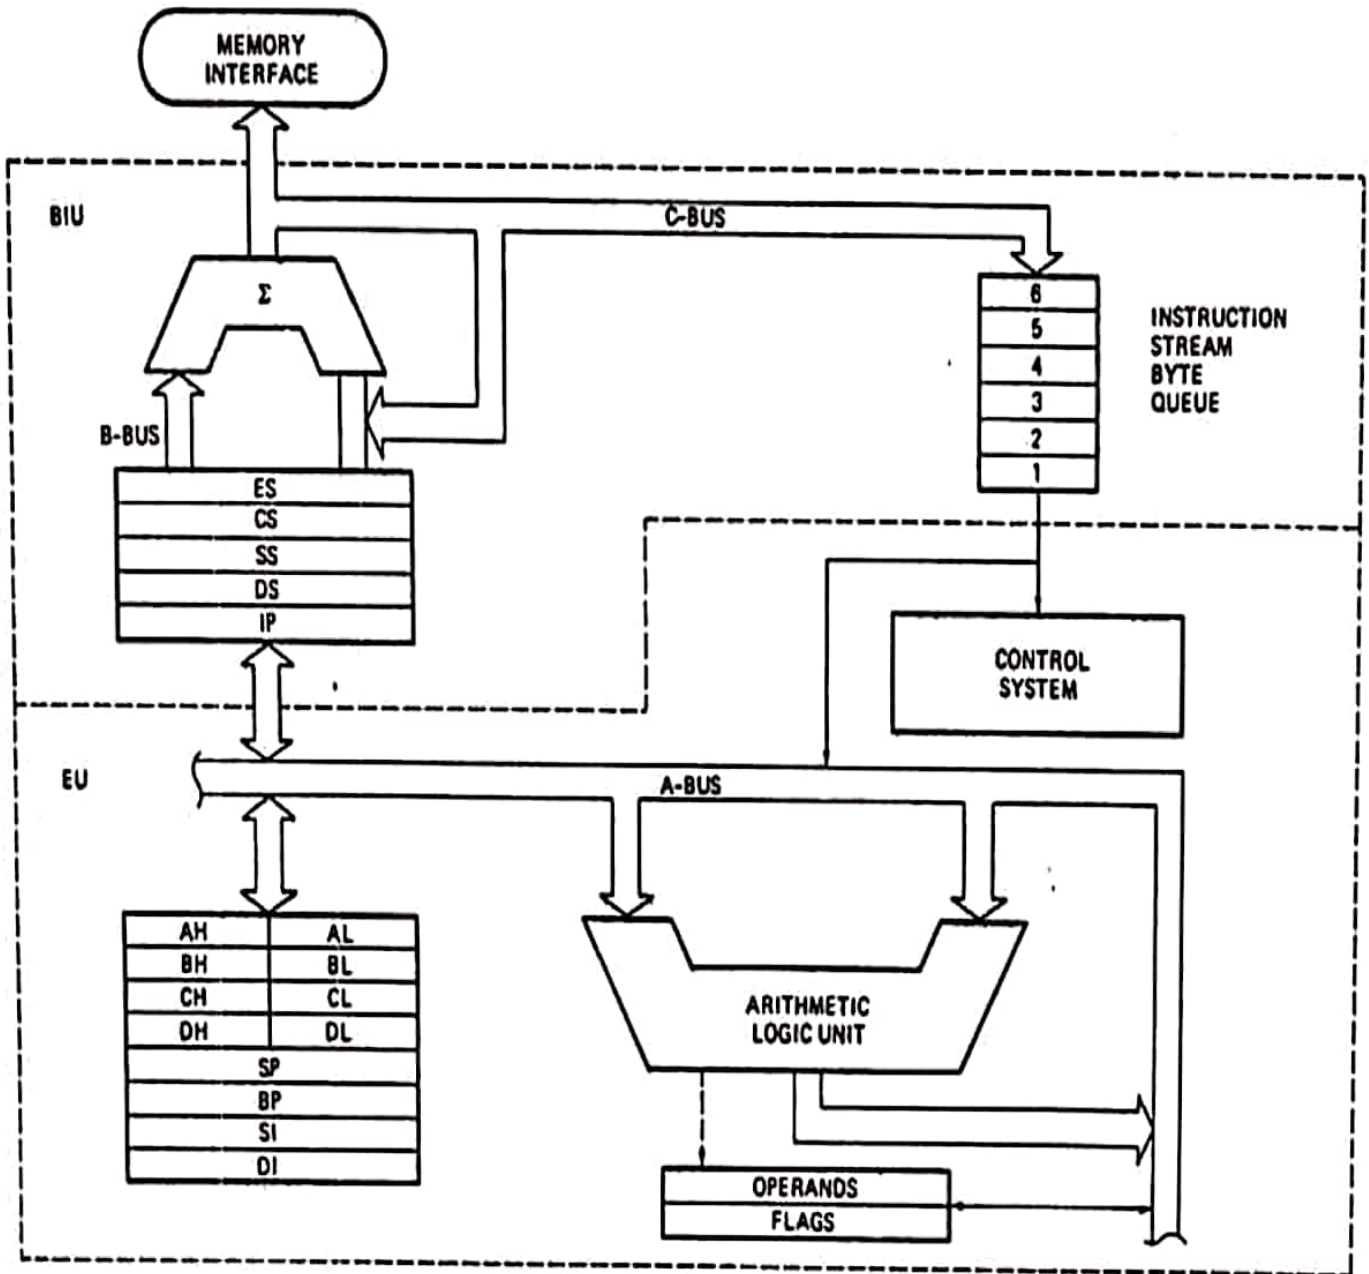 MEMORY
INTERFACE
BIU
C-BUS
Σ
6
5
4
3
2
1
INSTRUCTION
STREAM
BYTE
QUEUE
B-BUS
ES
CS
SS
DS
IP
CONTROL
SYSTEM
EU
A-BUS
AH AL
BH BL
CH CL
DH DL
SP
BP
SI
DI
ARITHMETIC
LOGIC UNIT
OPERANDS
FLAGS